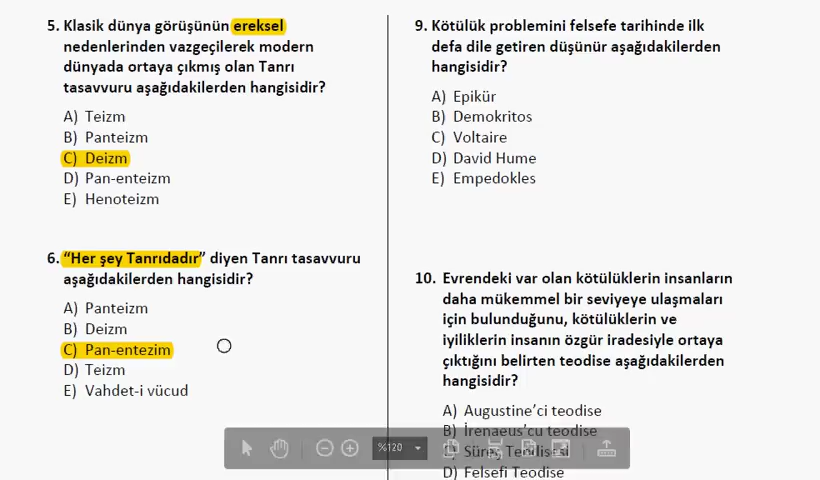 5. Klasik dünya görüşünün ereksel
nedenlerinden vazgeçilerek modern
dünyada ortaya çıkmış olan Tanrı
tasavvuru aşağıdakilerden hangisidir?
A) Teizm
B) Panteizm
C) Deizm
D) Pan-enteizm
E) Henoteizm
6. “Her şey Tanrıdadır” diyen Tanrı tasavvuru
aşağıdakilerden hangisidir?
A) Panteizm
B) Deizm
C) Pan-entezim
D) Teizm
E) Vahdet-i vücud
9. Kötülük problemini felsefe tarihinde ilk
defa dile getiren düşünür aşağıdakilerden
hangisidir?
A) Epikür
B) Demokritos
C) Voltaire
D) David Hume
E) Empedokles
10. Evrendeki var olan kötülüklerin insanların
daha mükemmel bir seviyeye ulaşmaları
için bulunduğunu, kötülüklerin ve
iyiliklerin insanın özgür iradesiyle ortaya
çıktığını belirten teodise aşağıdakilerden
hangisidir?
A) Augustine’ci teodise
B) İrenaeus’cu teodise
Süreç Teodisesi
D) Felsefi Teodise
%120